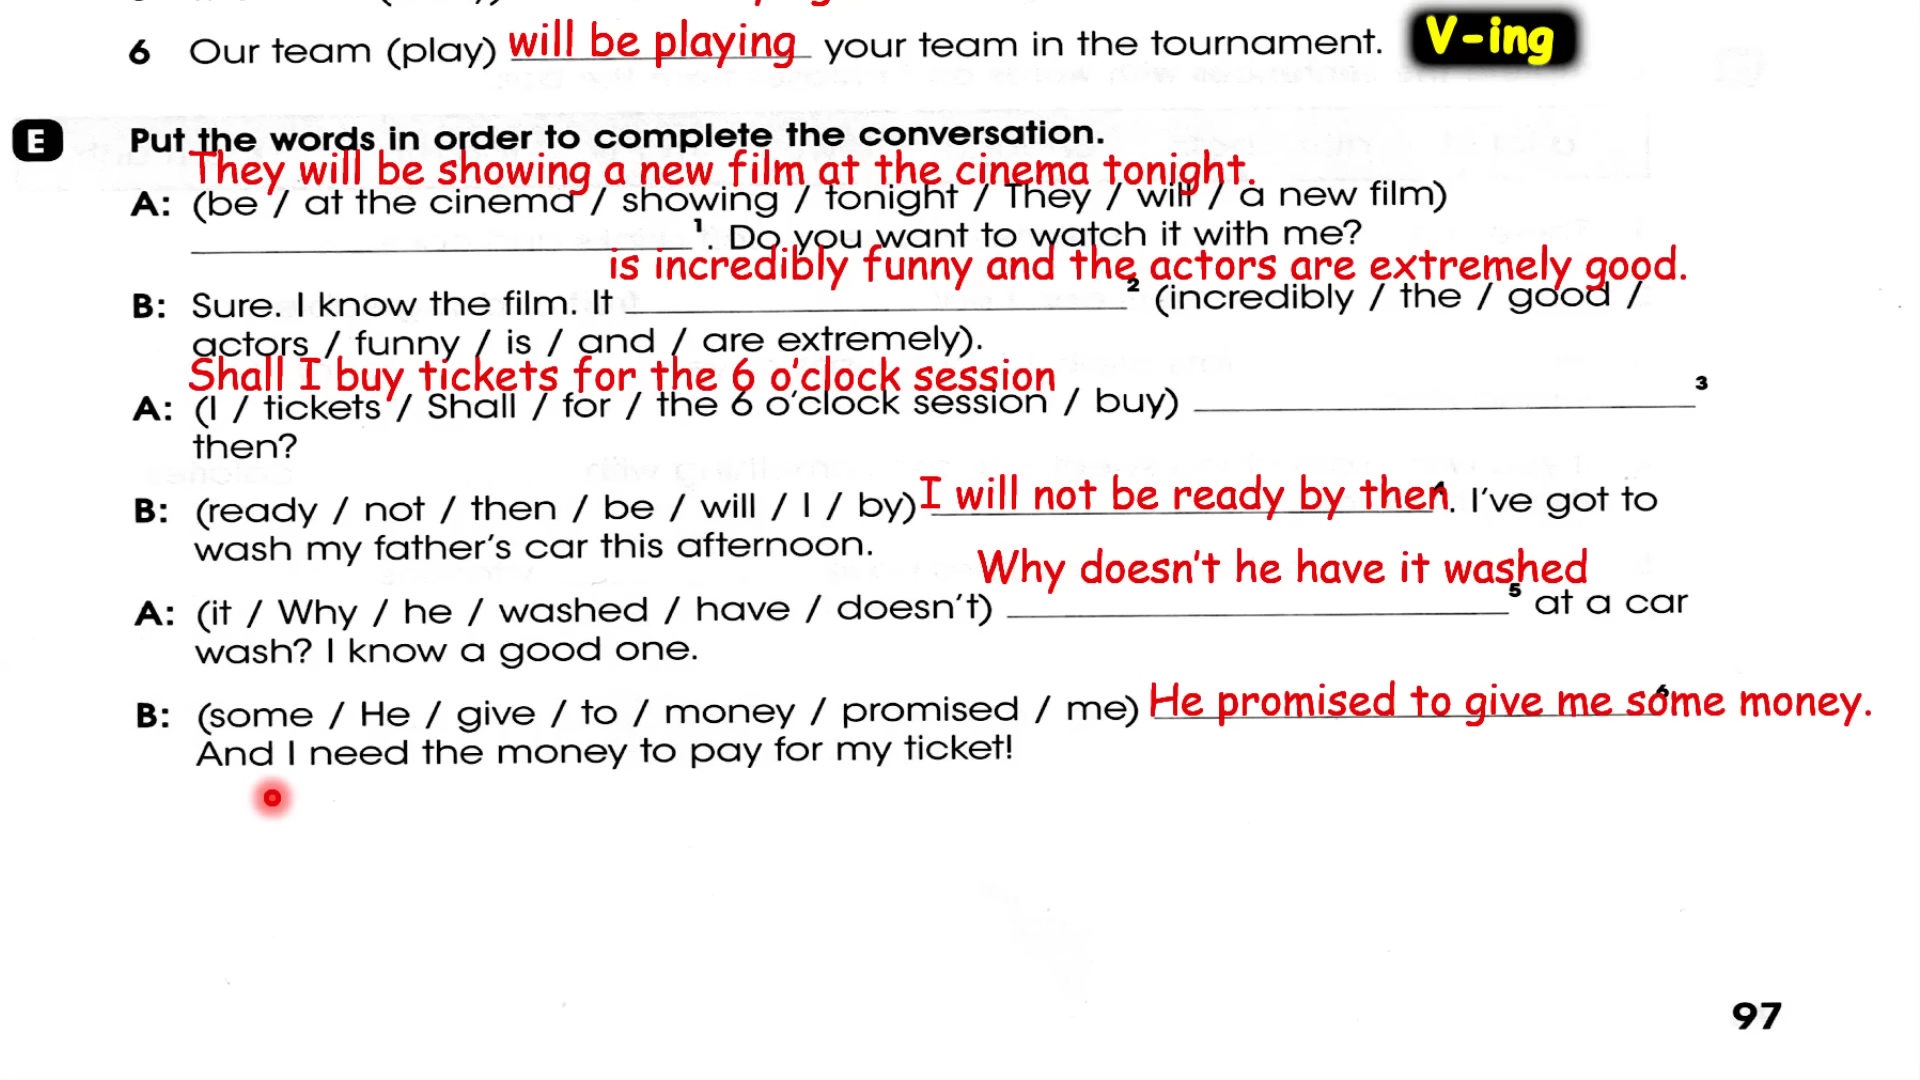 6 Our team (play) will be playing your team in the tournament. V-ing
E Put the words in order to complete the conversation.
They will be showing a new film at the cinema tonight.
A: (be / at the cinema / showing / tonight / They / will / a new film)
1. Do you want to watch it with me?
is incredibly funny and the actors are extremely good.
B: Sure. I know the film. It 2 (incredibly / the / good /
actors / funny / is / and / are extremely).
Shall I buy tickets for the 6 o'clock session
A: (I / tickets / Shall / for / the 6 o'clock session / buy) 3
then?
B: (ready / not / then / be / will / I / by) I will not be ready by then 4. I've got to
wash my father's car this afternoon.
Why doesn't he have it washed
A: (it / Why / he / washed / have / doesn't) 5 at a car
wash? I know a good one.
B: (some / He / give / to / money / promised / me) He promised to give me some money. 6
And I need the money to pay for my ticket!
97